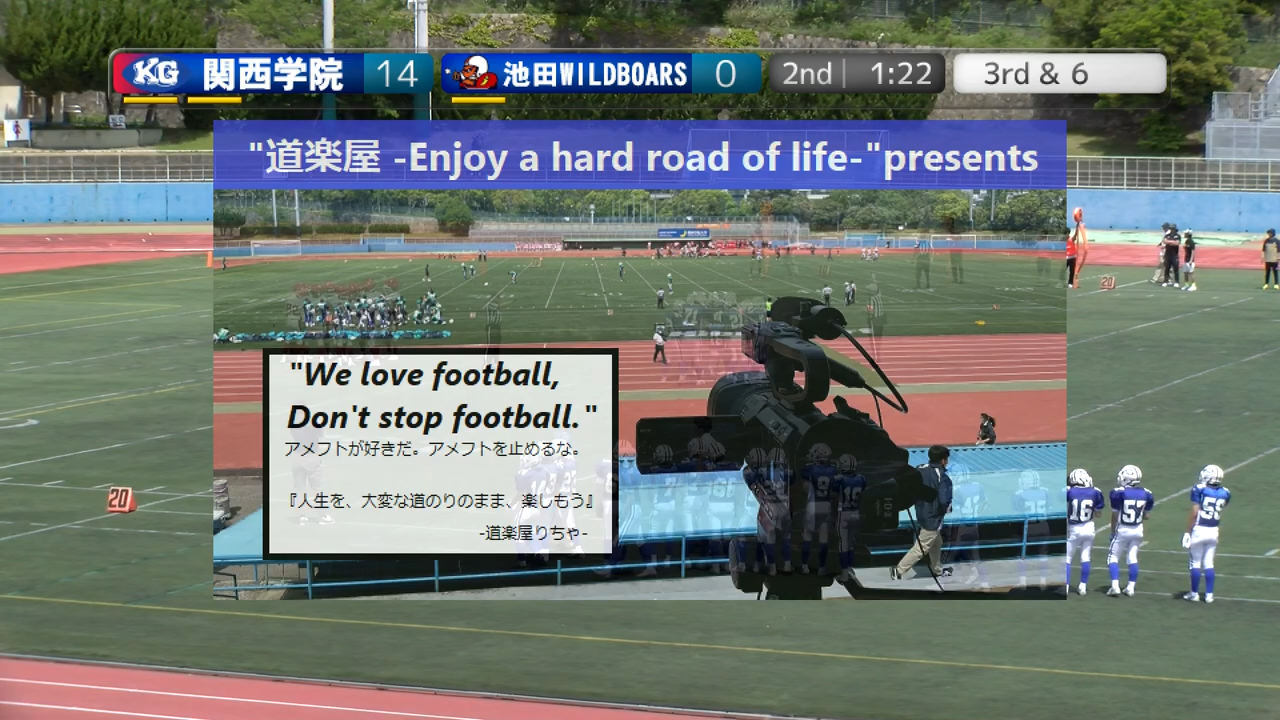 KG 関西学院 14 池田WILDBOARS 0 2nd 1:22 3rd & 6
"道楽屋 -Enjoy a hard road of life-"presents
"We love football,
Don't stop football."
アメフトが好きだ。アメフトを止めるな。
『人生を、大変な道のりのまま、楽しもう』
-道楽屋りちゃ-
20
20
16
57
59
9
19